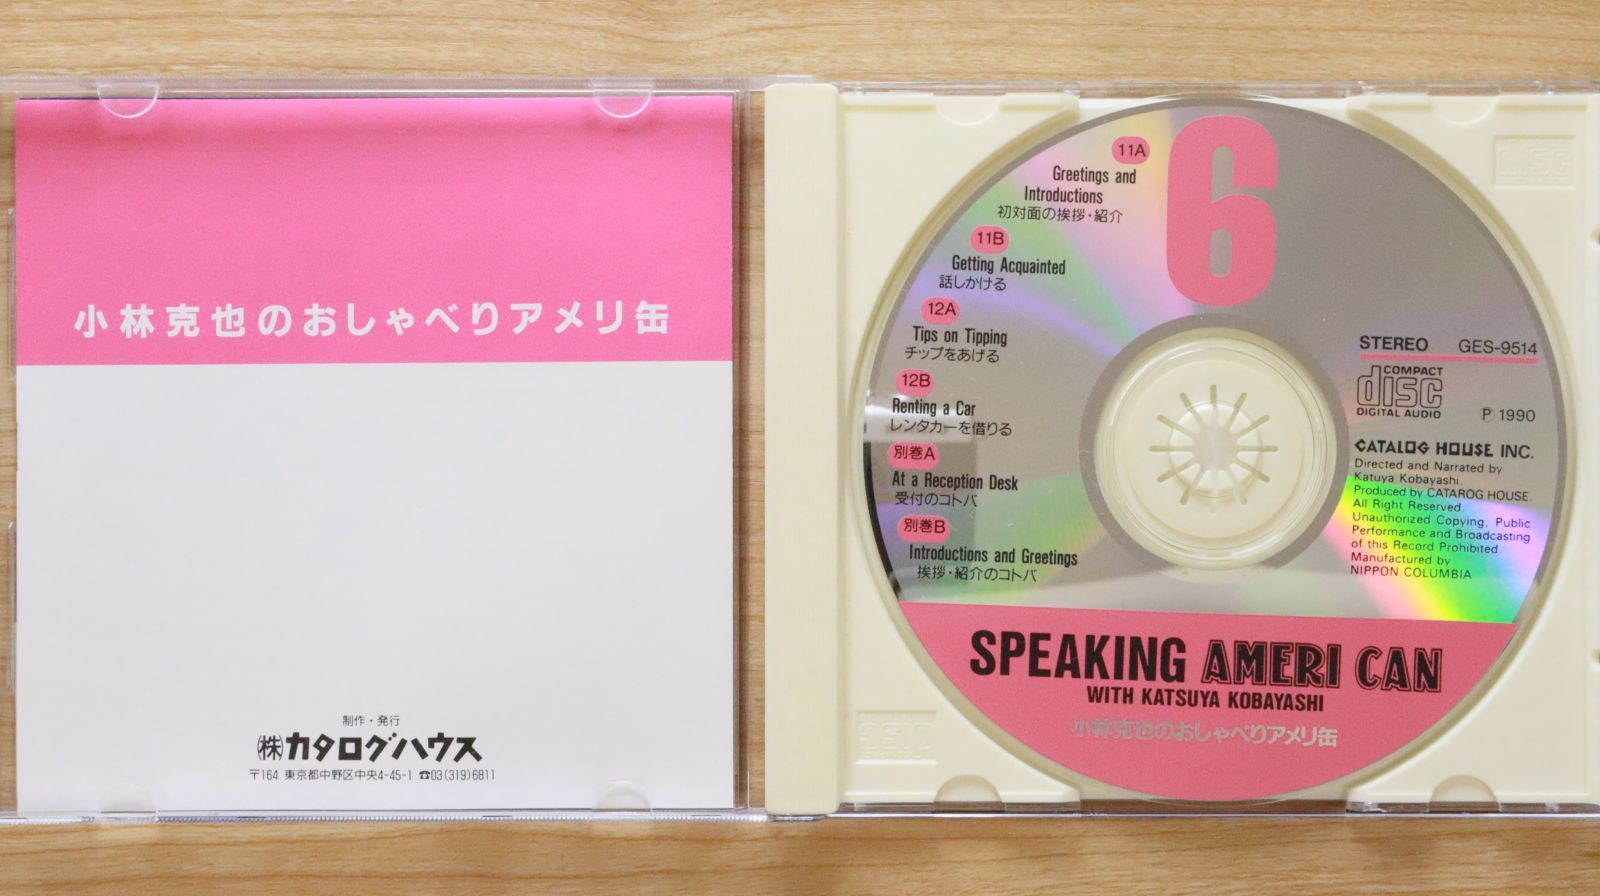 小林克也のおしゃべりアメリ缶
制作・発行
㈱カタログハウス
〒164 東京都中野区中央4-45-1 ☎03(319)6811
6
11A
Greetings and
Introductions
初対面の挨拶・紹介
11B
Getting Acquainted
話しかける
12A
Tips on Tipping
チップをあげる
12B
Renting a Car
レンタカーを借りる
別巻A
At a Reception Desk
受付のコトバ
別巻B
Introductions and Greetings
挨拶・紹介のコトバ
STEREO GES-9514
COMPACT
disc
DIGITAL AUDIO
Ⓟ 1990
CATALOG HOUSE INC.
Directed and Narrated by
Katuya Kobayashi.
Produced by CATAROG HOUSE.
All Right Reserved.
Unauthorized Copying, Public
Performance and Broadcasting
of this Record Prohibited.
Manufactured by
NIPPON COLUMBIA
SPEAKING AMERI CAN
WITH KATSUYA KOBAYASHI
小林克也のおしゃべりアメリ缶